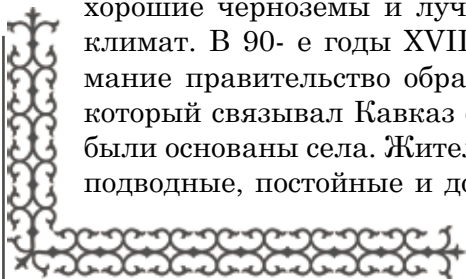 хорошие черноземы и луч
климат. В 90- е годы XVII
мание правительство обра
который связывал Кавказ
были основаны села. Жител
подводные, постойные и до